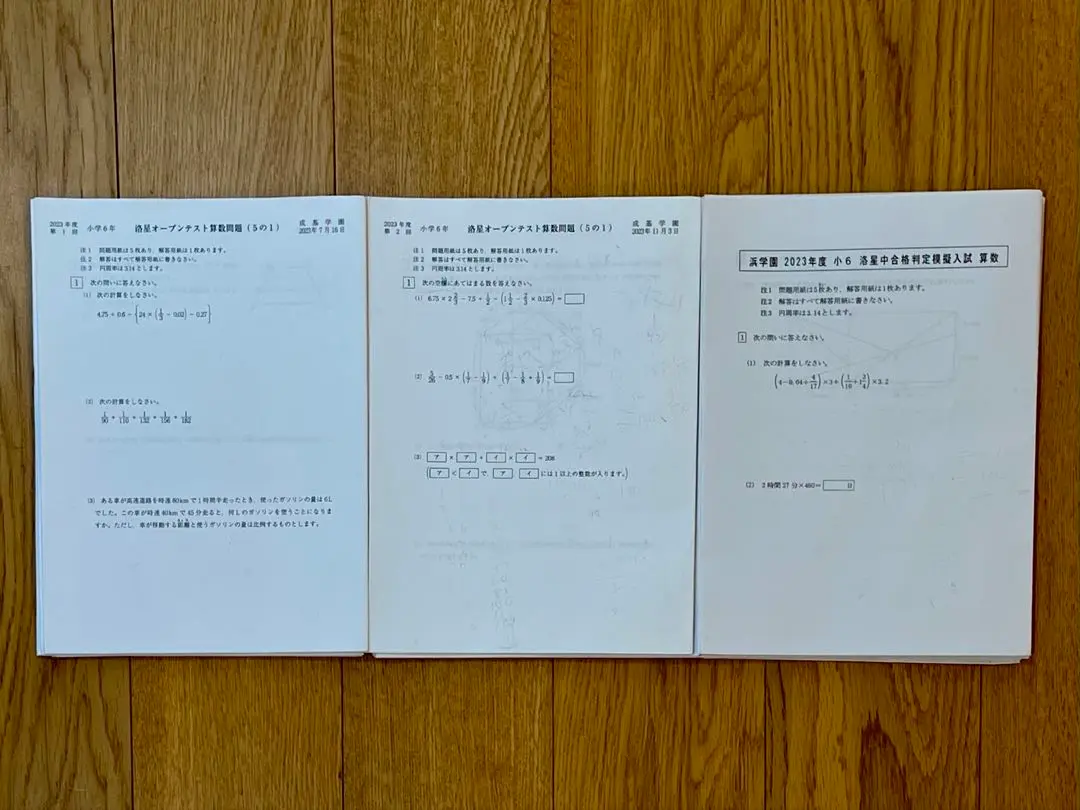 2023年度
第1回
小学6年
洛星オープンテスト算数問題(5の1)
成基学園
2023年7月16日
注1 問題用紙は5枚あり、解答用紙は1枚あります。
注2 解答はすべて解答用紙に書きなさい。
注3 円周率は3.14とします。
1 次の問いに答えなさい。
(1) 次の計算をしなさい。
(2) 次の計算をしなさい。
1/90 + 1/110 + 1/132 + 1/156 + 1/182
(3) ある車が高速道路を時速80kmで1時間半走ったとき、使ったガソリンの量は6L
でした。この車が時速40kmで45分走ると、何Lのガソリンを使うことになりま
すか。ただし、車が移動する距離と使うガソリンの量は比例するものとします。
2023年度
第2回
小学6年
洛星オープンテスト算数問題(5の1)
成基学園
2023年11月3日
注1 問題用紙は5枚あり、解答用紙は1枚あります。
注2 解答はすべて解答用紙に書きなさい。
注3 円周率は3.14とします。
1 次の空欄にあてはまる数を答えなさい。
(1)
(2)
(3) ア × ア + イ × イ = 208
(ア < イ で、ア イ には1以上の整数が入ります。)
浜学園 2023年度 小6 洛星中合格判定模擬入試 算数
注1 問題用紙は5枚あり、解答用紙は1枚あります。
注2 解答はすべて解答用紙に書きなさい。
注3 円周率は3.14とします。
1 次の問いに答えなさい。
(1) 次の計算をしなさい。
(2) 2時間27分×480= 日